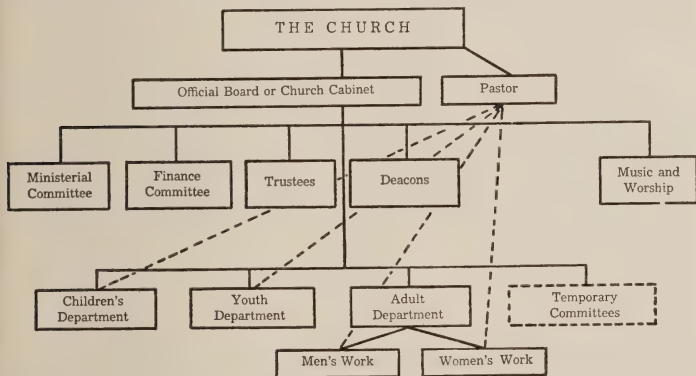 THE CHURCH
Official Board or Church Cabinet
Pastor
Ministerial
Committee
Finance
Committee
Trustees
Deacons
Music and
Worship
Children's
Department
Youth
Department
Adult
Department
Temporary
Committees
Men's Work
Women's Work